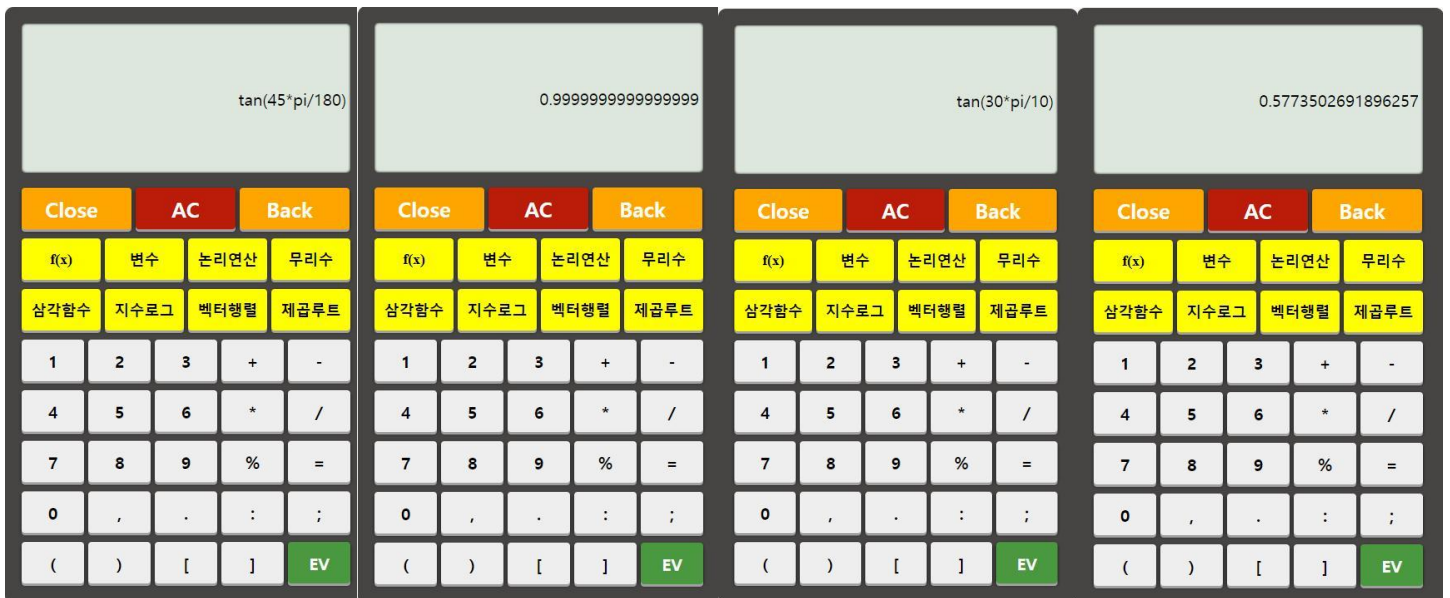 tan(45*pi/180)
Close AC Back
f(x) 변수 논리연산 무리수
삼각함수 지수로그 벡터행렬 제곱루트
1 2 3 + -
4 5 6 * /
7 8 9 % =
0 , . : ;
( ) [ ] EV
0.9999999999999999
Close AC Back
f(x) 변수 논리연산 무리수
삼각함수 지수로그 벡터행렬 제곱루트
1 2 3 + -
4 5 6 * /
7 8 9 % =
0 , . : ;
( ) [ ] EV
tan(30*pi/10)
Close AC Back
f(x) 변수 논리연산 무리수
삼각함수 지수로그 벡터행렬 제곱루트
1 2 3 + -
4 5 6 * /
7 8 9 % =
0 , . : ;
( ) [ ] EV
0.5773502691896257
Close AC Back
f(x) 변수 논리연산 무리수
삼각함수 지수로그 벡터행렬 제곱루트
1 2 3 + -
4 5 6 * /
7 8 9 % =
0 , . : ;
( ) [ ] EV